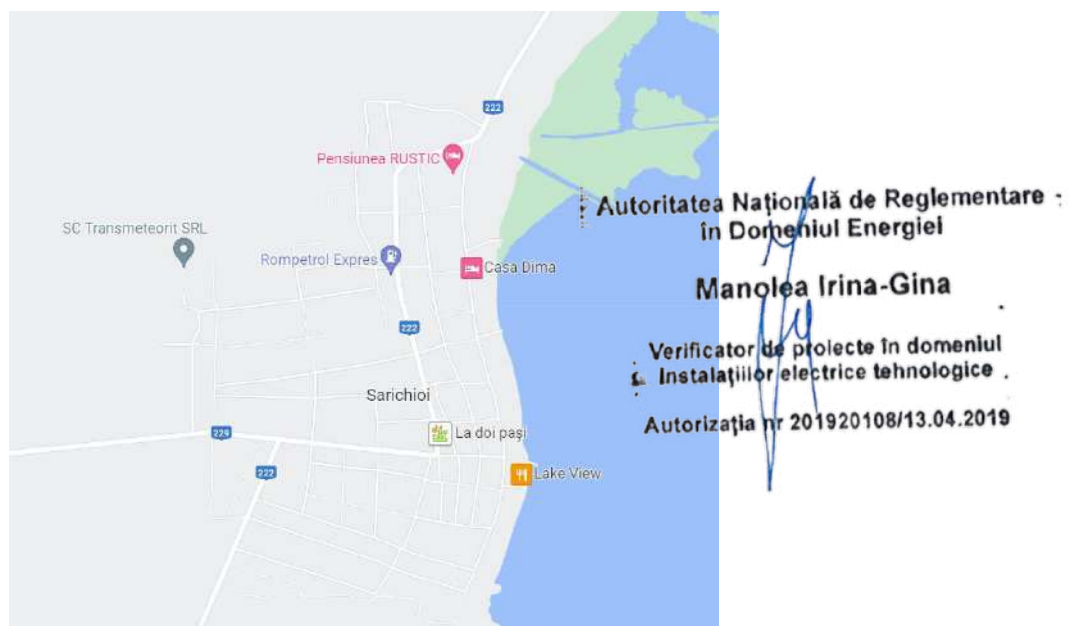 222
Pensiunea RUSTIC
SC Transmeteorit SRL
Rompetrol Expres
Casa Dima
222
Sarichioi
229
La doi pași
222
Lake View
Autoritatea Națională de Reglementare
în Domeniul Energiei
Manolea Irina-Gina
Verificator de proiecte în domeniul
Instalațiilor electrice tehnologice
Autorizația nr 201920108/13.04.2019